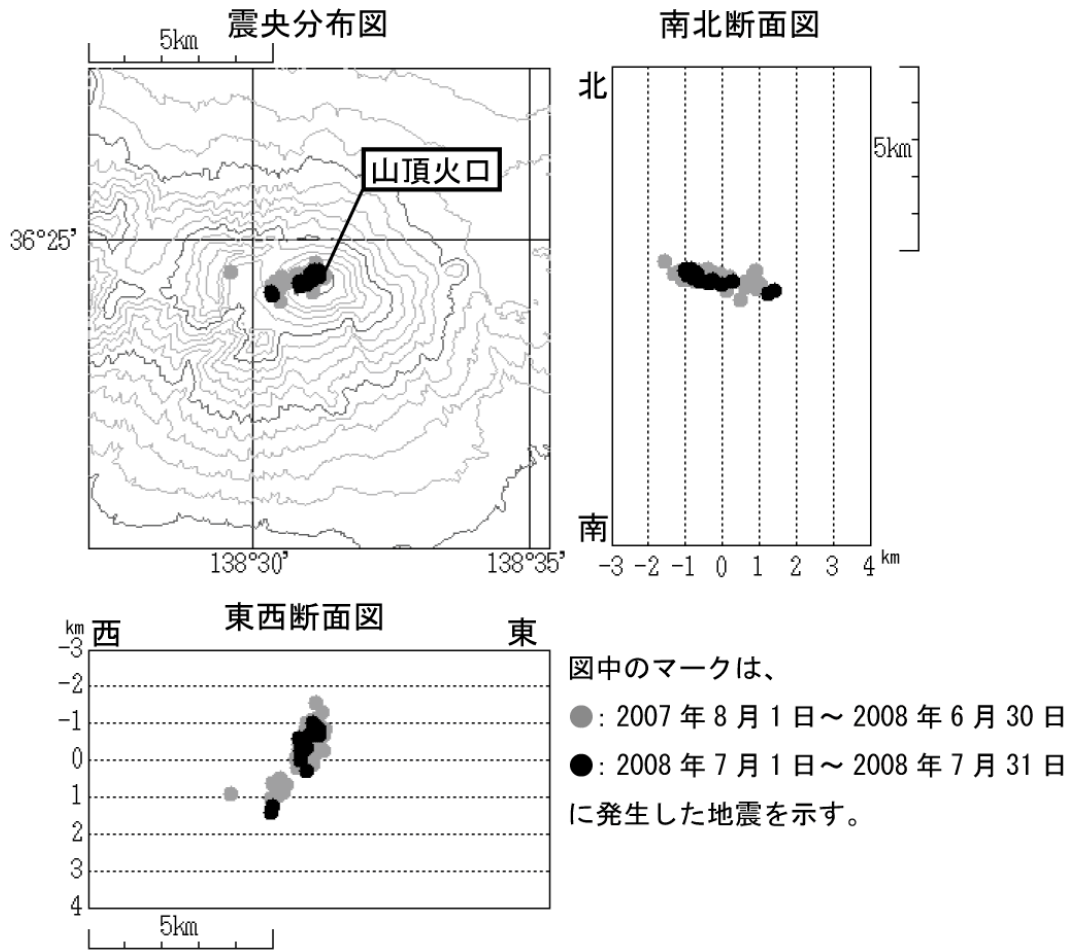 震央分布図
5km
山頂火口
36°25'
138°30'
138°35'
南北断面図
北
南
5km
-3 -2 -1 0 1 2 3 4 km
東西断面図
km 西 東
-3
-2
-1
0
1
2
3
4
5km
図中のマークは、
●: 2007 年 8 月 1 日～ 2008 年 6 月 30 日
●: 2008 年 7 月 1 日～ 2008 年 7 月 31 日
に発生した地震を示す。